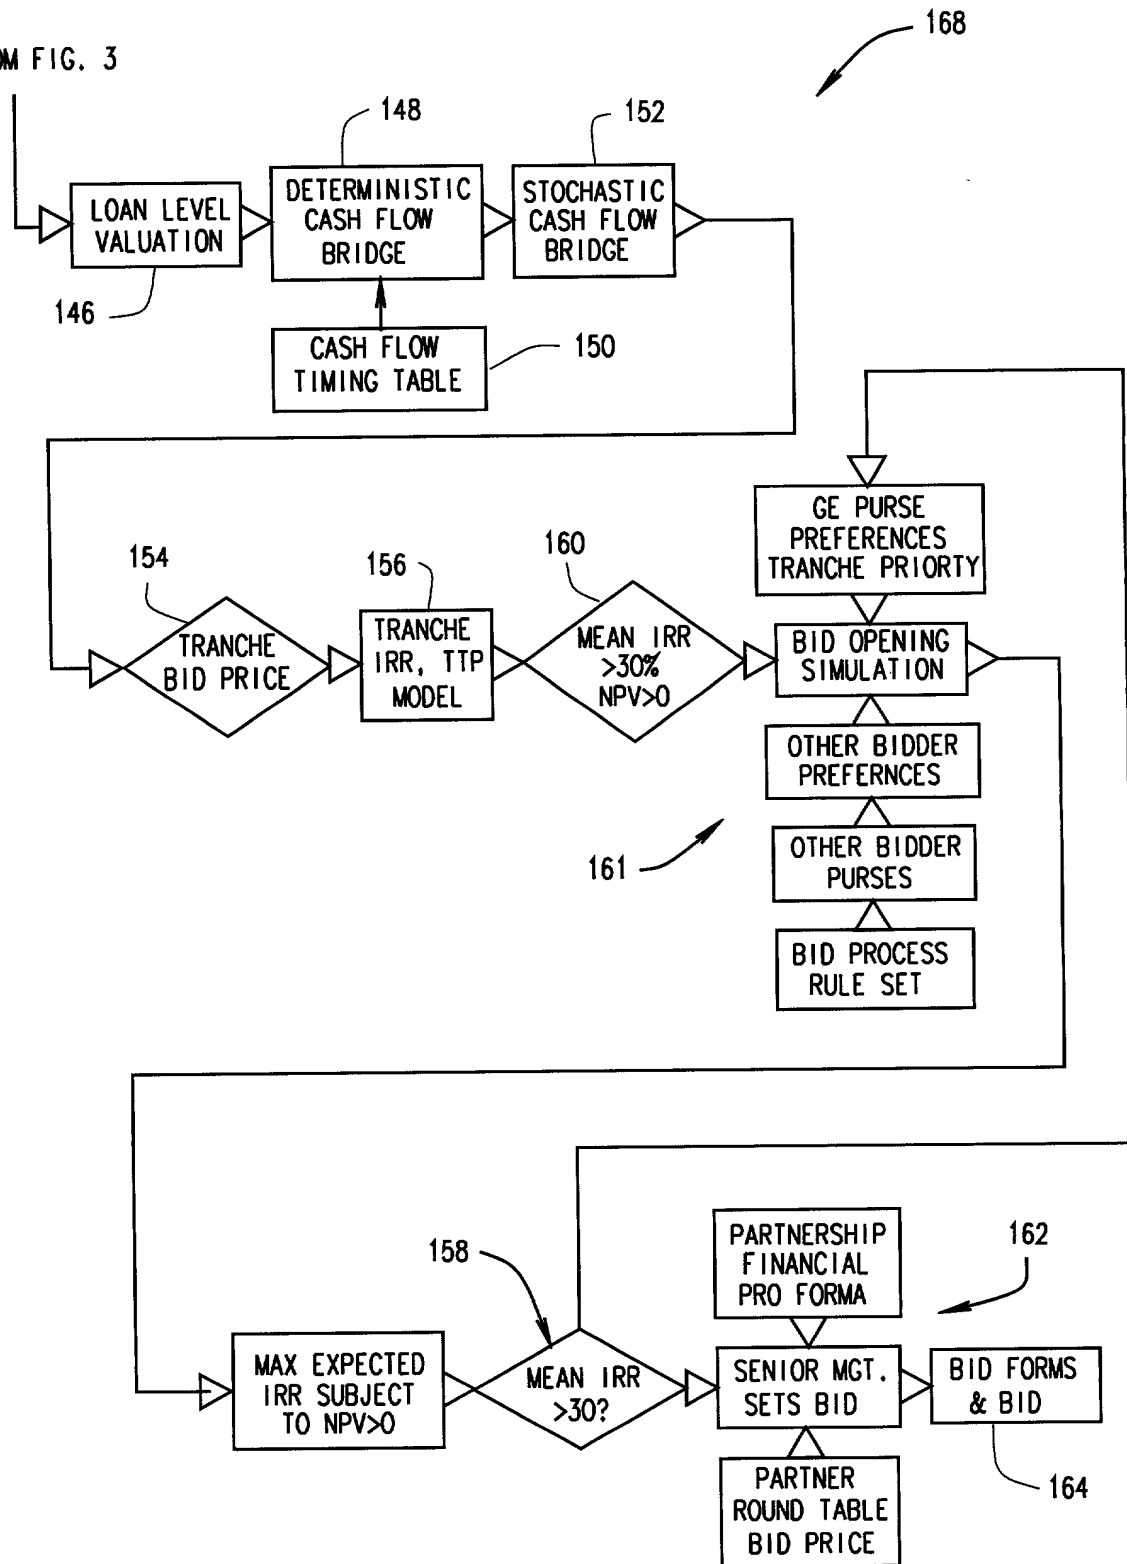 168
OM FIG. 3
148
152
LOAN LEVEL
VALUATION
DETERMINISTIC
CASH FLOW
BRIDGE
STOCHASTIC
CASH FLOW
BRIDGE
146
CASH FLOW
TIMING TABLE
150
154
156
160
GE PURSE
PREFERENCES
TRANCHE PRIORTY
TRANCHE
BID PRICE
TRANCHE
IRR, TTP
MODEL
MEAN IRR
>30%
NPV>0
BID OPENING
SIMULATION
OTHER BIDDER
PREFERNCES
161
OTHER BIDDER
PURSES
BID PROCESS
RULE SET
158
PARTNERSHIP
FINANCIAL
PRO FORMA
162
MAX EXPECTED
IRR SUBJECT
TO NPV>0
MEAN IRR
>30?
SENIOR MGT.
SETS BID
BID FORMS
& BID
PARTNER
ROUND TABLE
BID PRICE
164